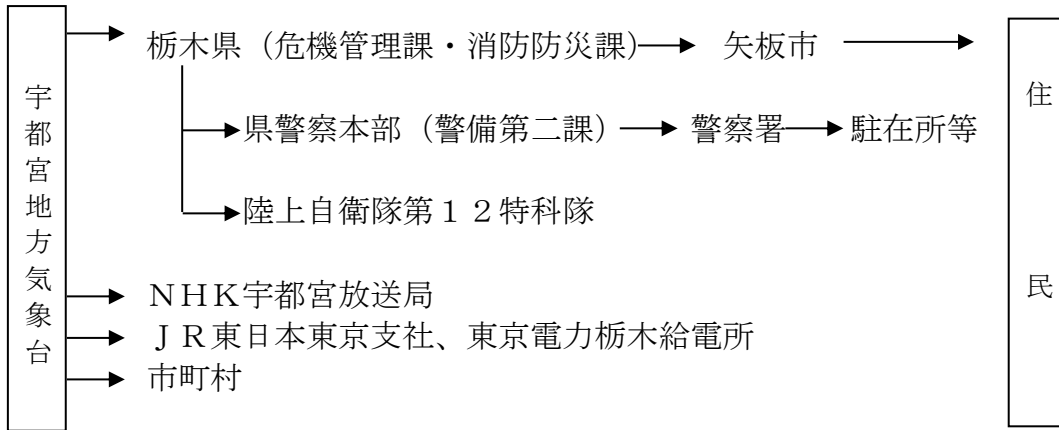 宇都宮地方気象台
栃木県（危機管理課・消防防災課） 矢板市
県警察本部（警備第二課） 警察署 駐在所等
陸上自衛隊第１２特科隊
ＮＨＫ宇都宮放送局
ＪＲ東日本東京支社、東京電力栃木給電所
市町村
住民